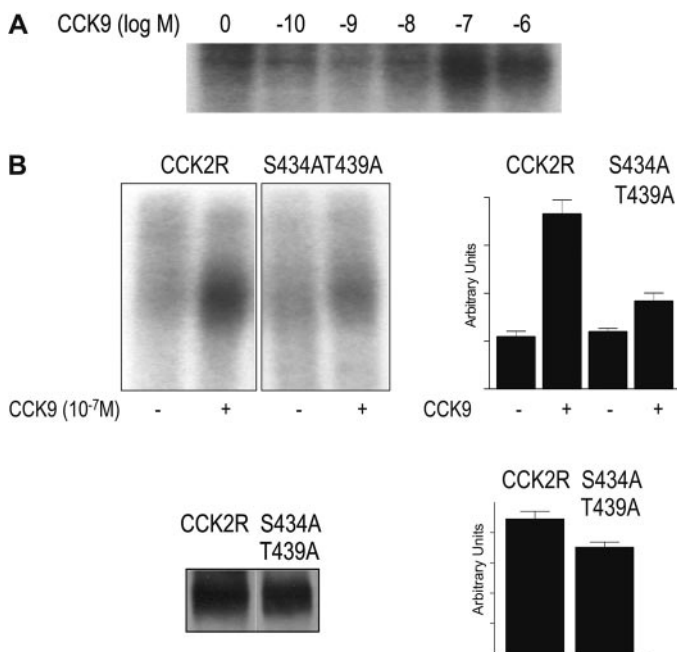 A CCK9 (log M) 0 -10 -9 -8 -7 -6
B CCK2R S434AT439A
CCK2R S434A
T439A
Arbitrary Units
CCK9 (10⁻⁷M) - + - +
CCK9 - + - +
CCK2R S434A
T439A
CCK2R S434A
T439A
Arbitrary Units